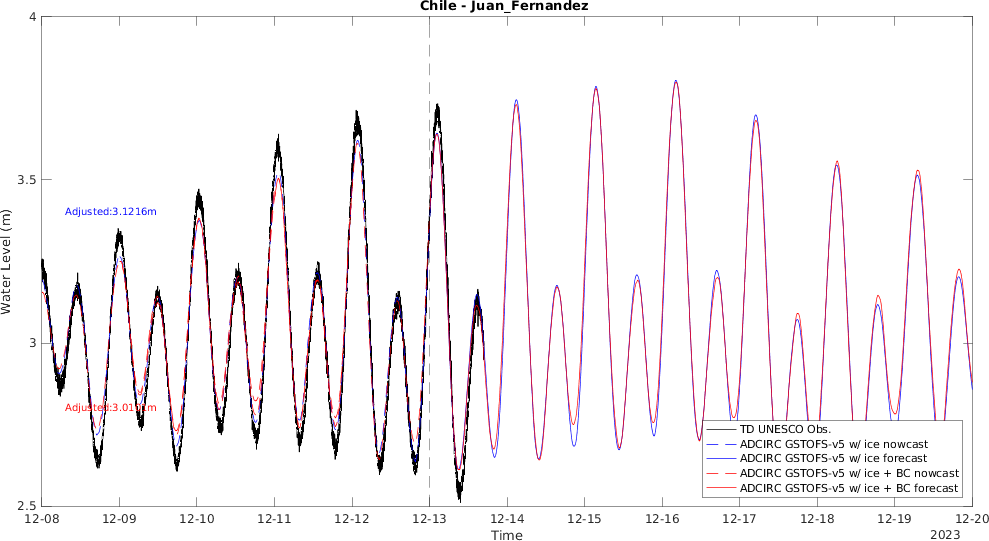 Chile - Juan_Fernandez
Water Level (m)
4
3.5
3
2.5
Adjusted:3.1216m
TD UNESCO Obs.
ADCIRC GSTOFS-v5 w/ ice nowcast
ADCIRC GSTOFS-v5 w/ ice forecast
ADCIRC GSTOFS-v5 w/ ice + BC nowcast
ADCIRC GSTOFS-v5 w/ ice + BC forecast
12-08 12-09 12-10 12-11 12-12 12-13 12-14 12-15 12-16 12-17 12-18 12-19 12-20
Time
2023